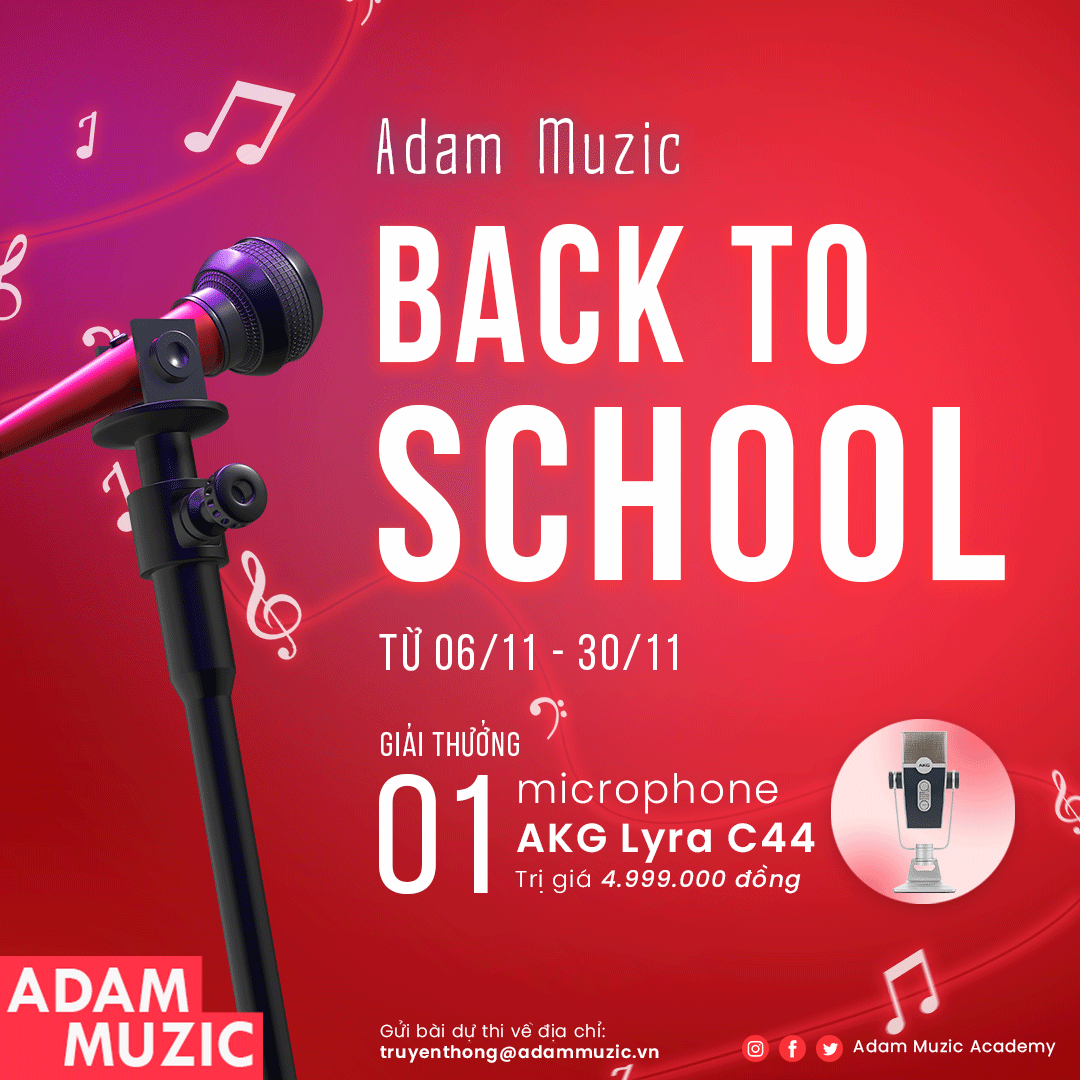 Adam Muzic
BACK TO
SCHOOL
TỪ 06/11 - 30/11
GIẢI THƯỞNG
01
microphone
AKG Lyra C44
Trị giá 4.999.000 đồng
AKG
ADAM
MUZIC
Gửi bài dự thi về địa chỉ:
truyenthong@adammuzic.vn
Adam Muzic Academy